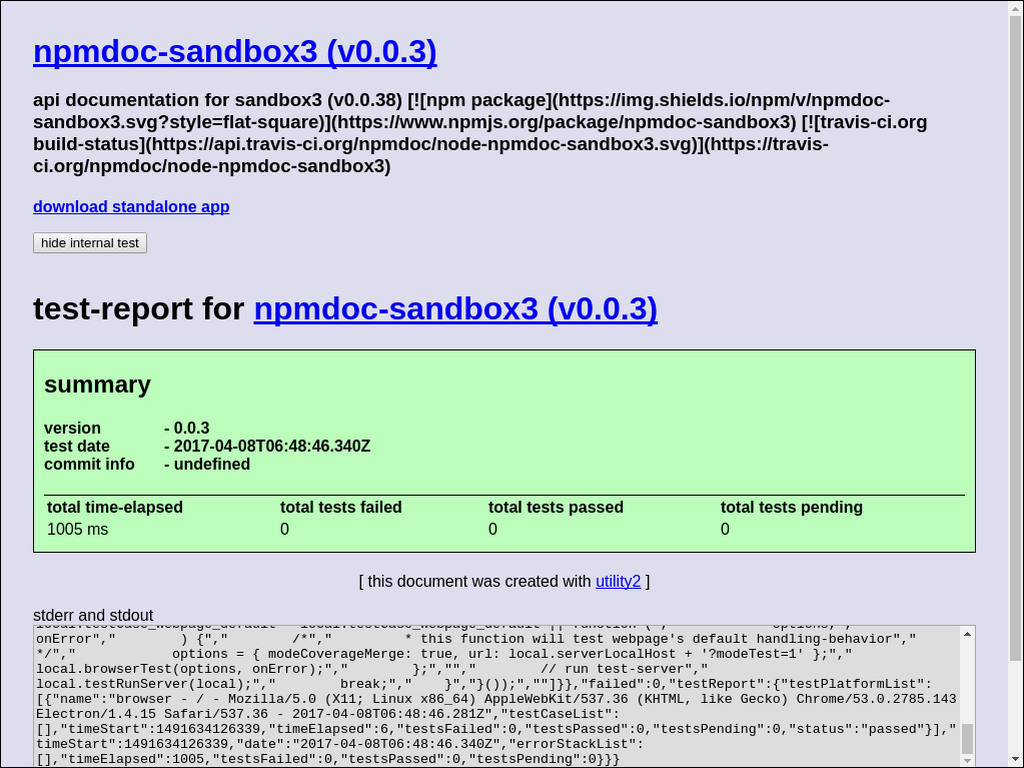 npmdoc-sandbox3 (v0.0.3)
api documentation for sandbox3 (v0.0.38) [![npm package](https://img.shields.io/npm/v/npmdoc-
sandbox3.svg?style=flat-square)](https://www.npmjs.org/package/npmdoc-sandbox3) [![travis-ci.org
build-status](https://api.travis-ci.org/npmdoc/node-npmdoc-sandbox3.svg)](https://travis-
ci.org/npmdoc/node-npmdoc-sandbox3)
download standalone app
hide internal test
test-report for npmdoc-sandbox3 (v0.0.3)
summary
version - 0.0.3
test date - 2017-04-08T06:48:46.340Z
commit info - undefined
total time-elapsed total tests failed total tests passed total tests pending
1005 ms 0 0 0
[ this document was created with utility2 ]
stderr and stdout
onError","        ) {","        /*","         * this function will test webpage's default handling-behavior","
*/","            options = { modeCoverageMerge: true, url: local.serverLocalHost + '?modeTest=1' };","
local.browserTest(options, onError);","        };","","        // run test-server","
local.testRunServer(local);","        break;","    }","}());",""]}},"failed":0,"testReport":{"testPlatformList":
[{"name":"browser - / - Mozilla/5.0 (X11; Linux x86_64) AppleWebKit/537.36 (KHTML, like Gecko) Chrome/53.0.2785.143
Electron/1.4.15 Safari/537.36 - 2017-04-08T06:48:46.281Z","testCaseList":
[],"timeStart":1491634126339,"timeElapsed":6,"testsFailed":0,"testsPassed":0,"testsPending":0,"status":"passed"}],"
timeStart":1491634126339,"date":"2017-04-08T06:48:46.340Z","errorStackList":
[],"timeElapsed":1005,"testsFailed":0,"testsPassed":0,"testsPending":0}}}